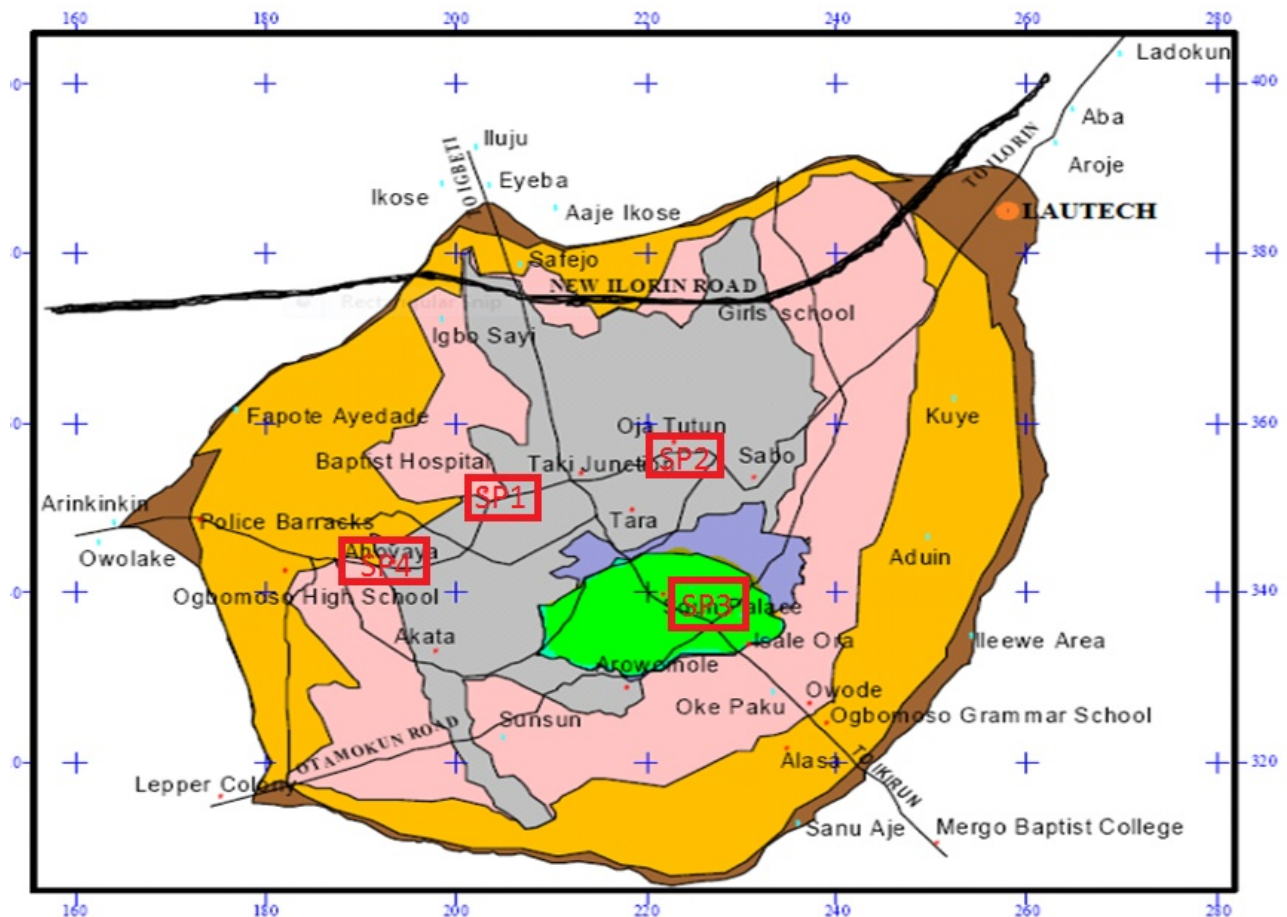 160 180 200 220 240 260 280
Ladokun
400
Aba
TO ILORIN
Iluju
TO IGBETI
Aroje
Eyeba
Ikose
Aaje Ikose
LAUTECH
380
Safejo
NEW ILORIN ROAD
Girls' school
Igbo Sayi
Fapote Ayedade
Oja Tutun
Kuye
360
Baptist Hospital
Taki Junction
SP2
Sabo
SP1
Arinkinkin
Police Barracks
Tara
Owolake
Aduin
SP4
Ogbomoso High School
340
SP3
Palace
Akata
Isale Ora
Ileewe Area
Arowomole
Oke Paku
Owode
Sunsun
Ogbomoso Grammar School
OTAMOKUN ROAD
Alasa
TO IKIRUN
320
Lepper Colony
Sanu Aje
Mergo Baptist College
160 180 200 220 240 260 280